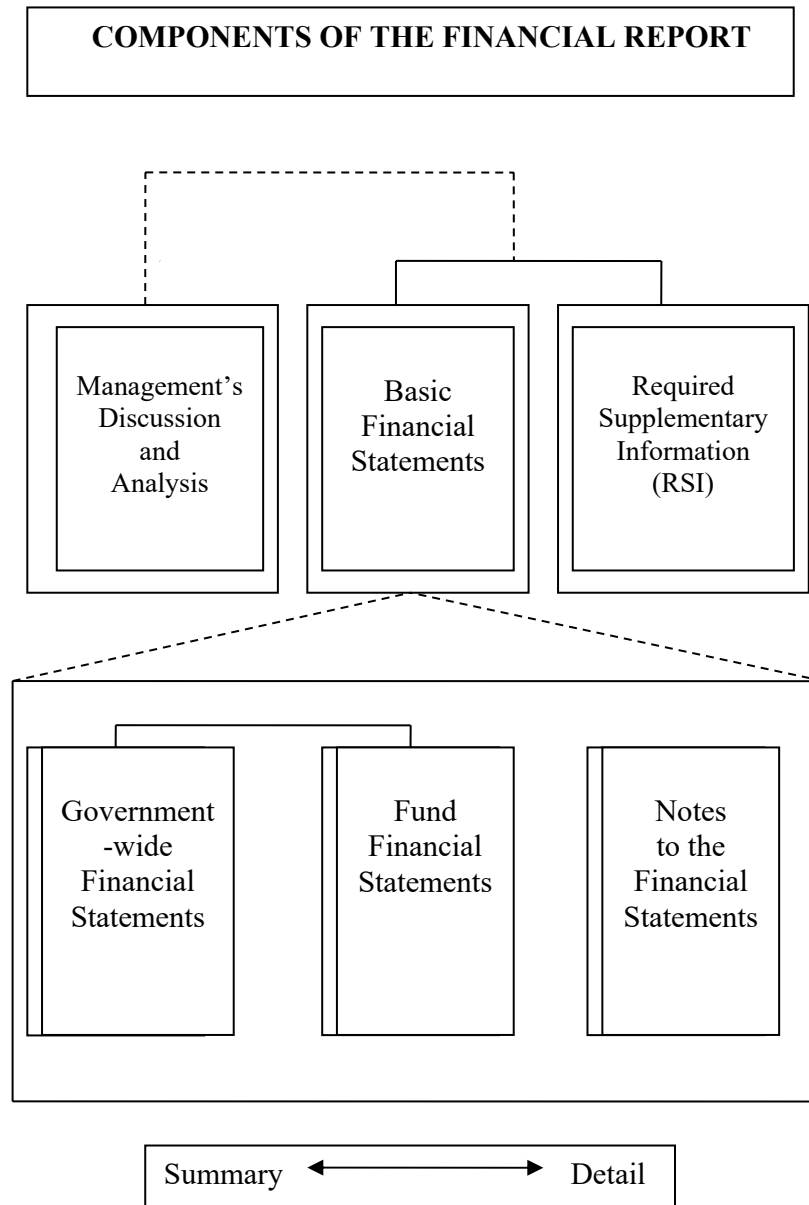 COMPONENTS OF THE FINANCIAL REPORT
Management’s
Discussion
and
Analysis
Basic
Financial
Statements
Required
Supplementary
Information
(RSI)
Government
-wide
Financial
Statements
Fund
Financial
Statements
Notes
to the
Financial
Statements
Summary
Detail